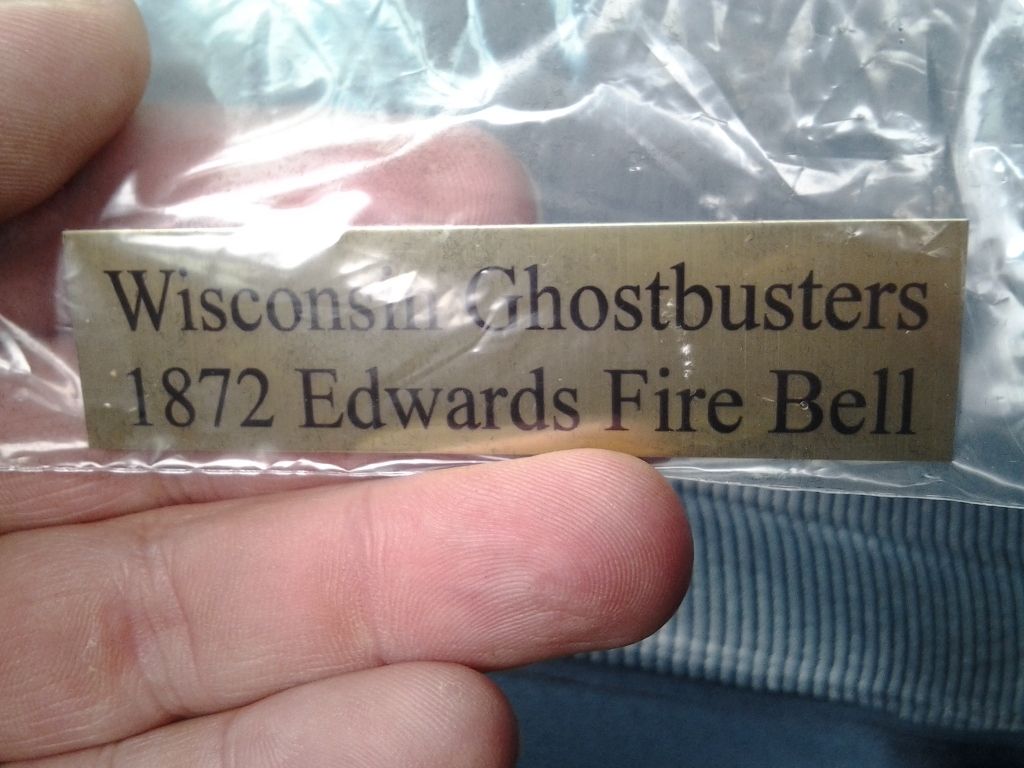 Wisconsin Ghostbusters
1872 Edwards Fire Bell